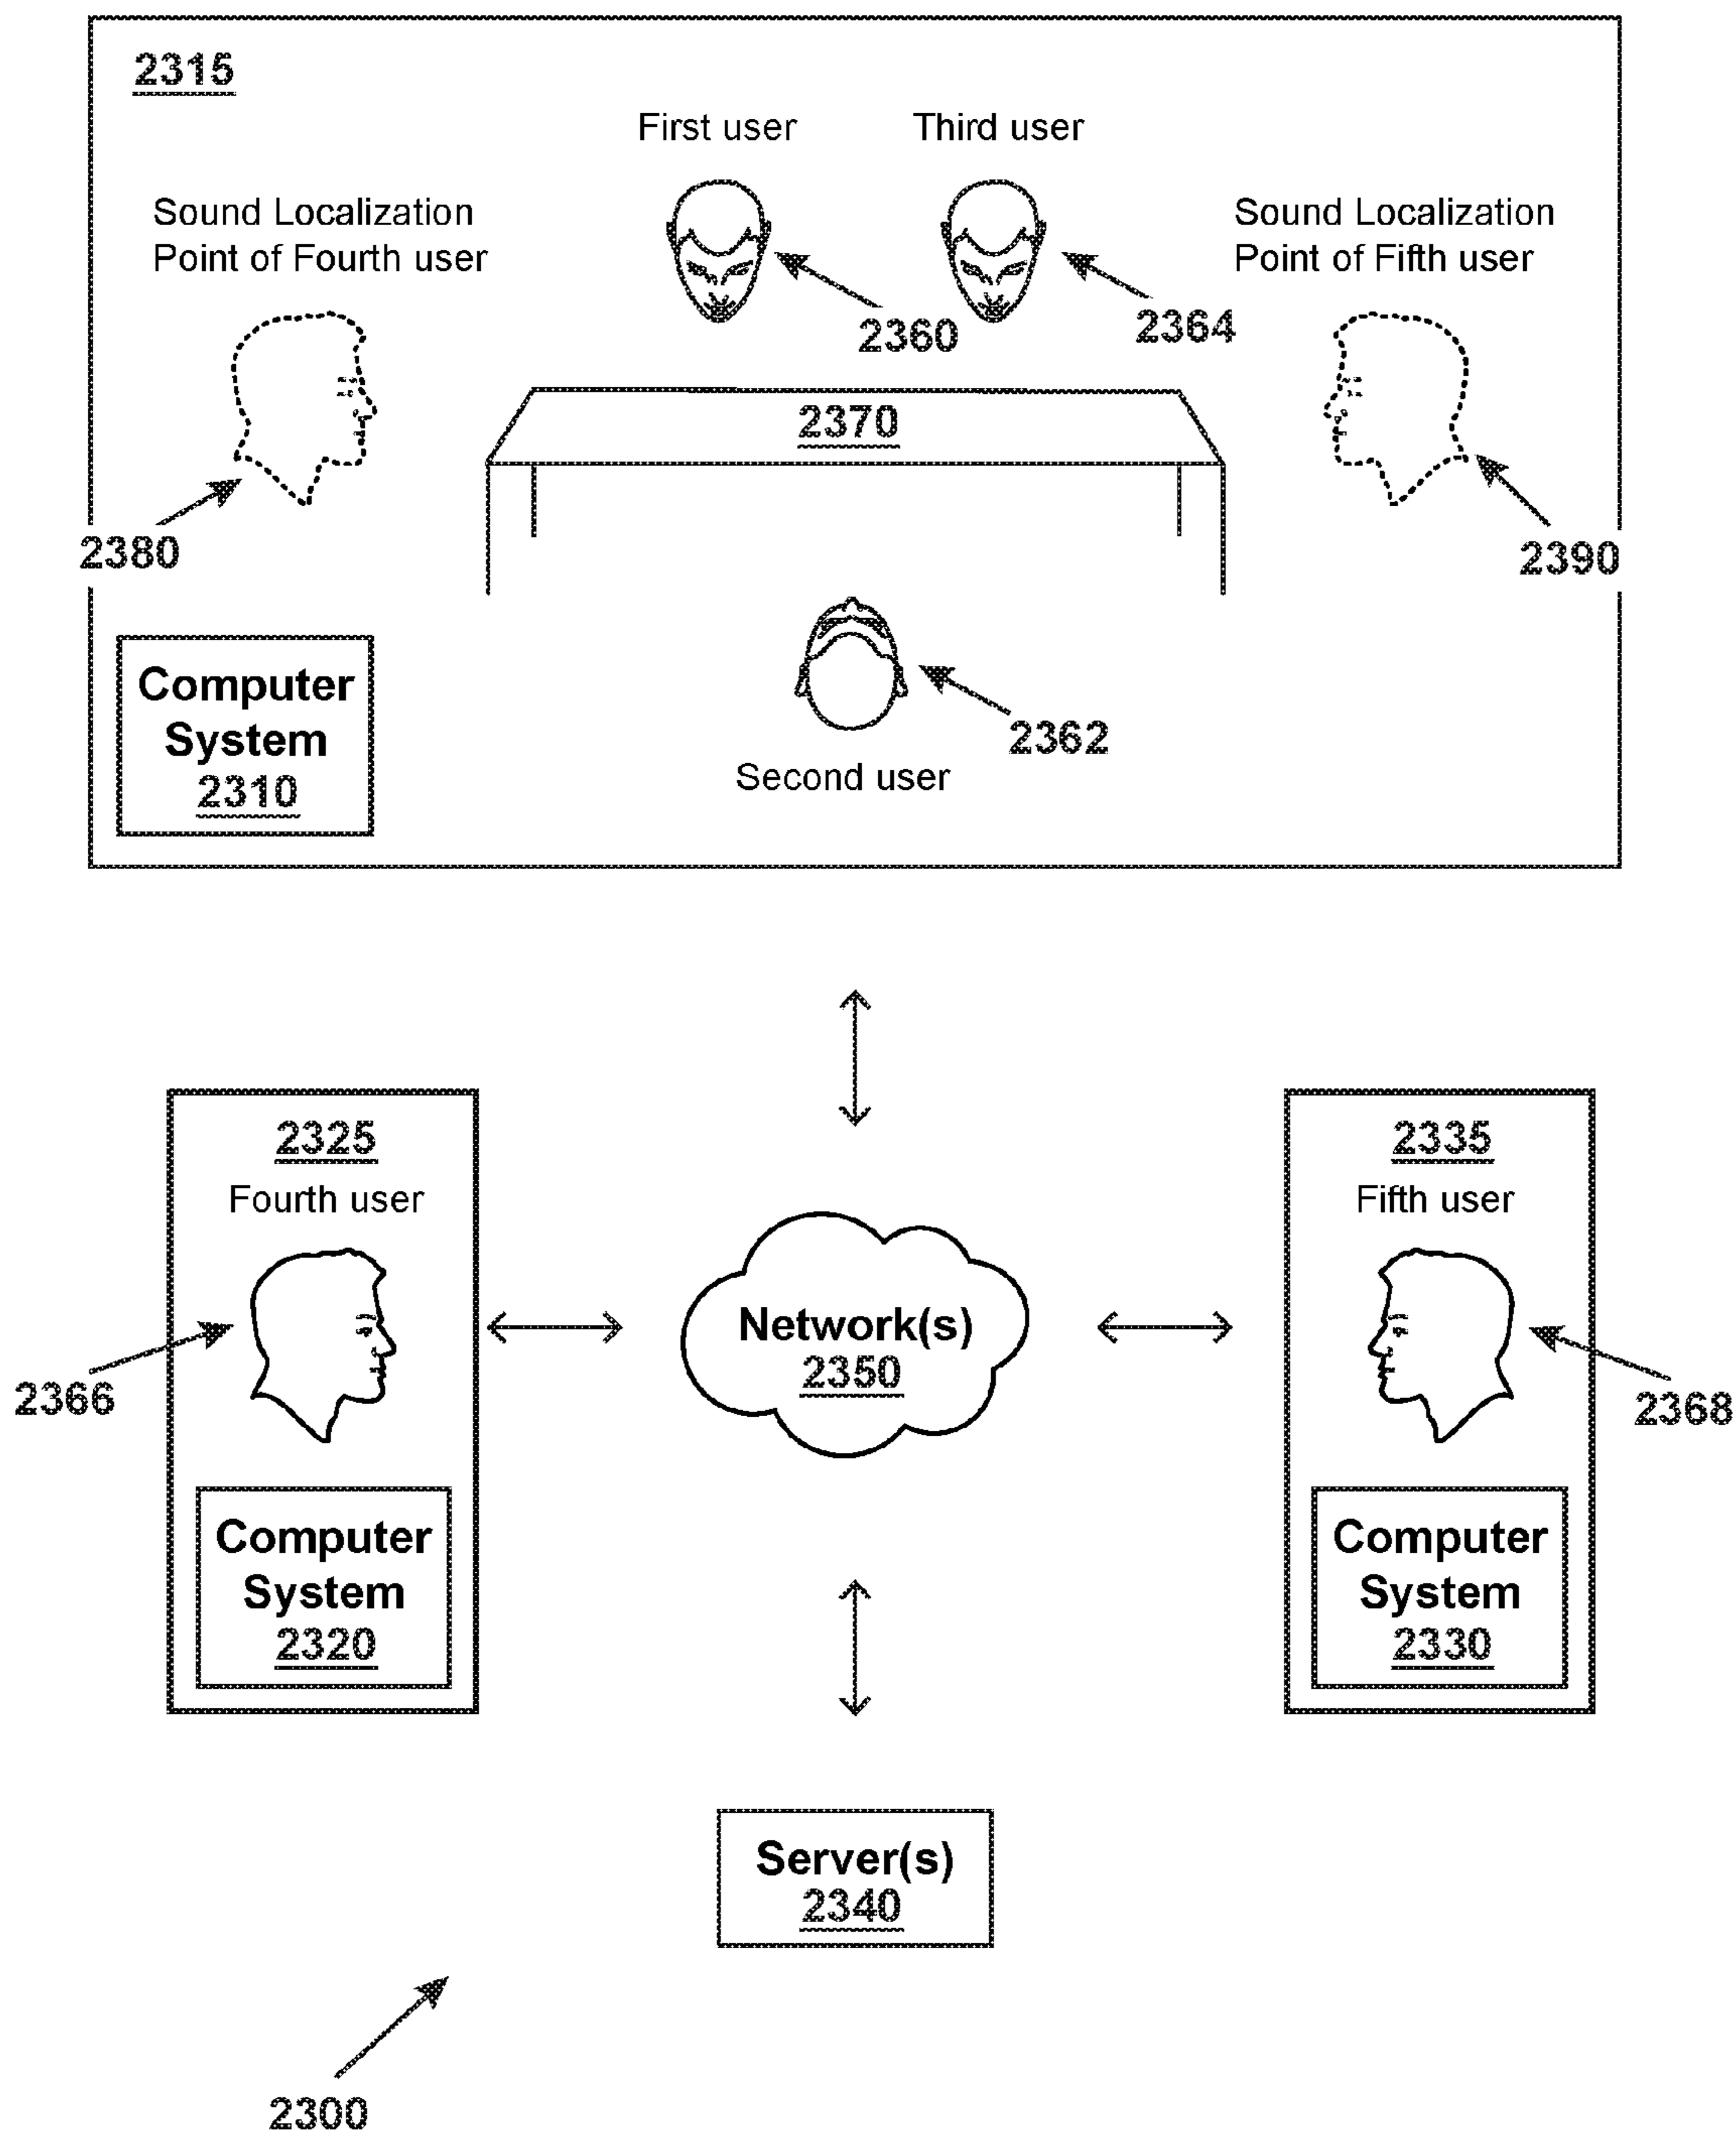 2315
First user
Third user
Sound Localization
Point of Fourth user
Sound Localization
Point of Fifth user
2360
2364
2370
2380
2390
Computer
System
2310
2362
Second user
2325
Fourth user
2366
Computer
System
2320
Network(s)
2350
2335
Fifth user
2368
Computer
System
2330
Server(s)
2340
2300